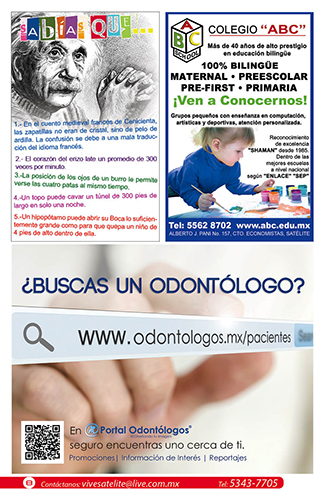 SabíasQUE...
1.- En el cuento medieval francés de Cenicienta,
las zapatillas no eran de cristal, sino de pelo de
ardilla. La confusión se debe a una mala traduc-
ción del idioma francés.
2.- El corazón del erizo late un promedio de 300
veces por minuto.
3.-La posición de los ojos de un burro le permite
verse las cuatro patas al mismo tiempo.
4.-Un topo puede cavar un túnel de 300 pies de
largo en solo una noche.
5.-Un hipopótamo puede abrir su Boca lo suficien-
temente grande como para que quepa un niño de
4 pies de alto dentro de ella.
ABC
SCHOOL
COLEGIO "ABC"
Más de 40 años de alto prestigio
en educación bilingüe
100% BILINGÜE
MATERNAL • PREESCOLAR
PRE-FIRST • PRIMARIA
¡Ven a Conocernos!
Grupos pequeños con enseñanza en computación,
artísticas y deportivas, atención personalizada.
Reconocimiento
de excelencia
"SHAMAN" desde 1985.
Dentro de las
mejores escuelas
a nivel nacional
según "ENLACE" "SEP"
Tel: 5562 8702 www.abc.edu.mx
ALBERTO J. PANI No. 157, CTO. ECONOMISTAS, SATÉLITE
¿BUSCAS UN ODONTÓLOGO?
www.odontologos.mx/pacientes
Sear
En Portal Odontólogos®
seguro encuentras uno cerca de ti.
Promociones| Información de Interés | Reportajes
8 Contáctanos: vivesatelite@live.com.mx Tel: 5343-7705